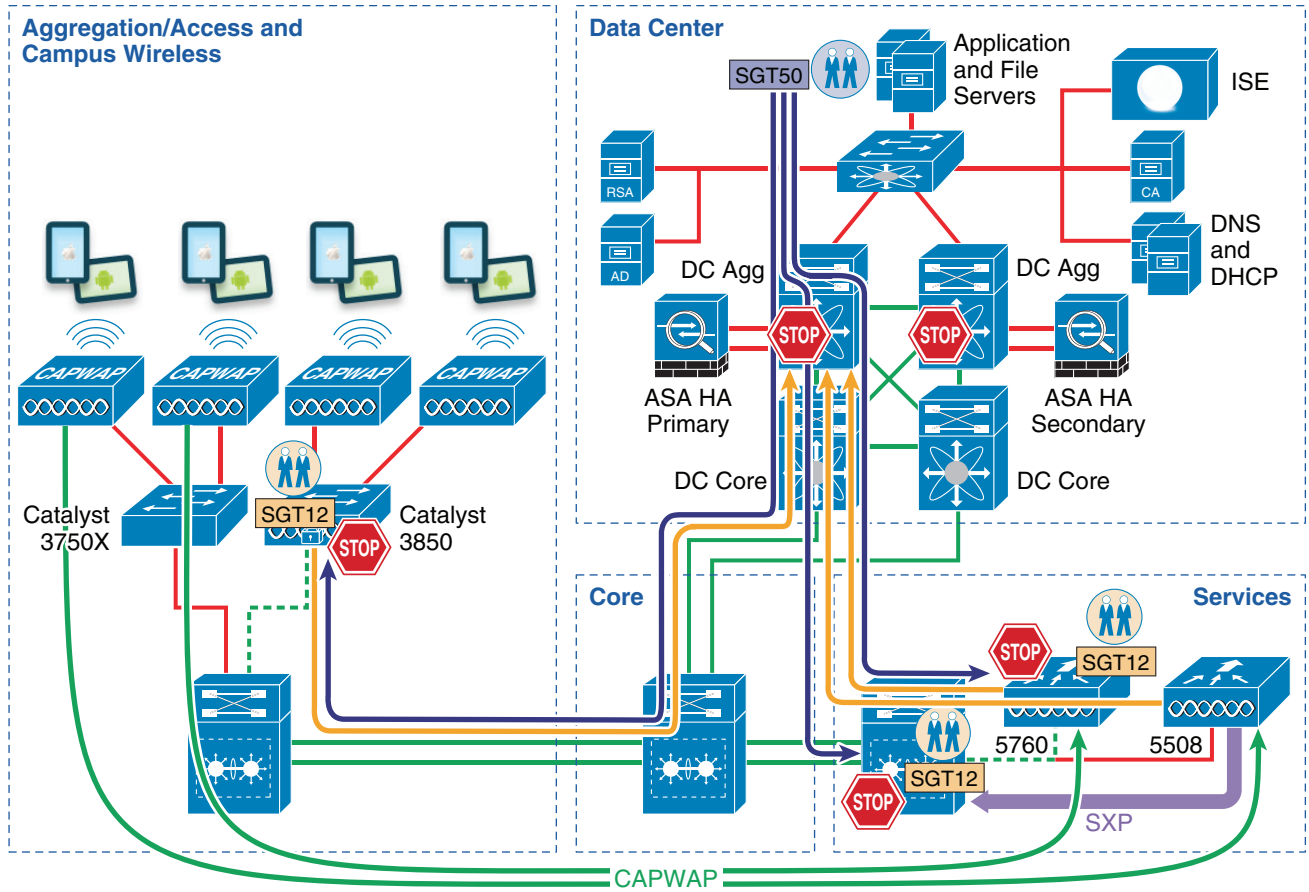 Aggregation/Access and
Campus Wireless
CAPWAP
CAPWAP
CAPWAP
CAPWAP
Catalyst
3750X
SGT12
STOP
Catalyst
3850
Data Center
SGT50
Application
and File
Servers
ISE
RSA
AD
CA
DNS
and
DHCP
DC Agg
DC Agg
STOP
STOP
ASA HA
Primary
ASA HA
Secondary
DC Core
DC Core
Core
Services
STOP
SGT12
5760
5508
SGT12
STOP
SXP
CAPWAP